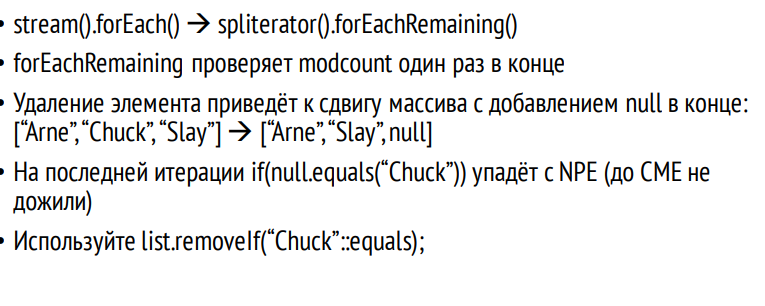 • stream().forEach() → spliterator().forEachRemaining()
• forEachRemaining проверяет modcount один раз в конце
• Удаление элемента приведёт к сдвигу массива с добавлением null в конце:
[“Arne”,“Chuck”,“Slay”] → [“Arne”,“Slay”,null]
• На последней итерации if(null.equals(“Chuck”)) упадёт с NPE (до CME не
дожили)
• Используйте list.removeIf(“Chuck”::equals);